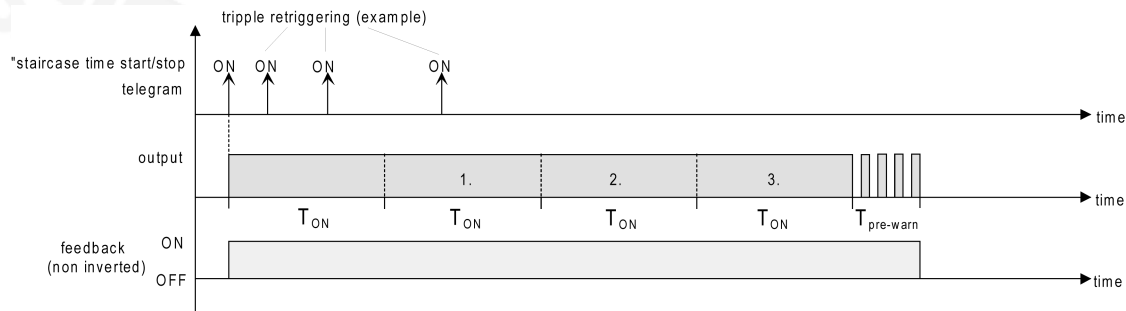 tripple retriggering (example)
"staircase time start/stop
telegram
ON ON ON ON
time
output
1. 2. 3.
time
TON TON TON TON Tpre-warn
feedback
(non inverted)
ON
OFF
time